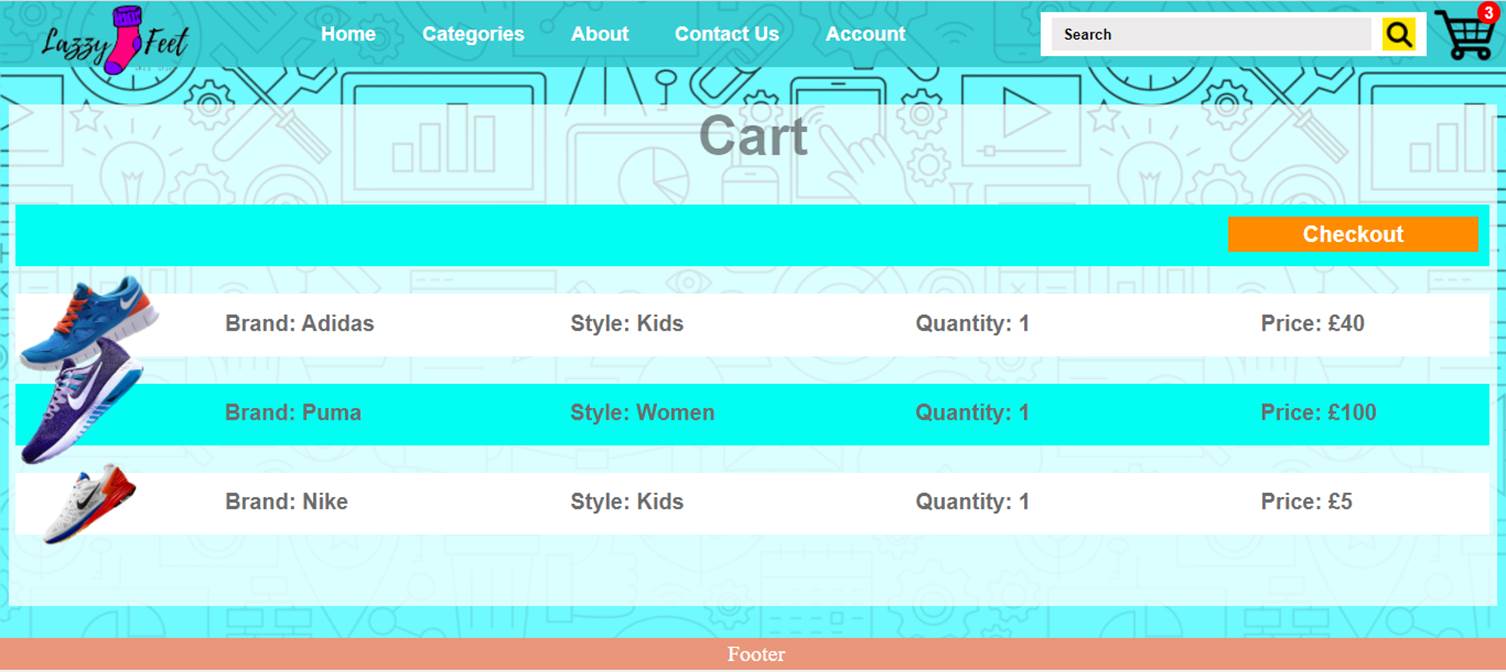 Lazzy Feet
Home Categories About Contact Us Account Search 3
Cart
Checkout
Brand: Adidas Style: Kids Quantity: 1 Price: £40
Brand: Puma Style: Women Quantity: 1 Price: £100
Brand: Nike Style: Kids Quantity: 1 Price: £5
Footer